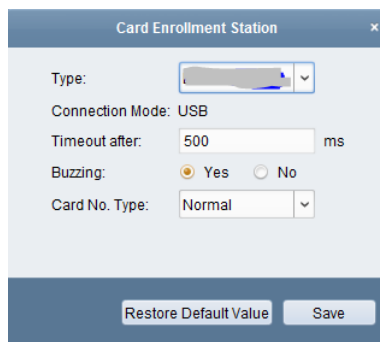 Card Enrollment Station ×
Type:
Connection Mode: USB
Timeout after: 500 ms
Buzzing: Yes No
Card No. Type: Normal
Restore Default Value Save